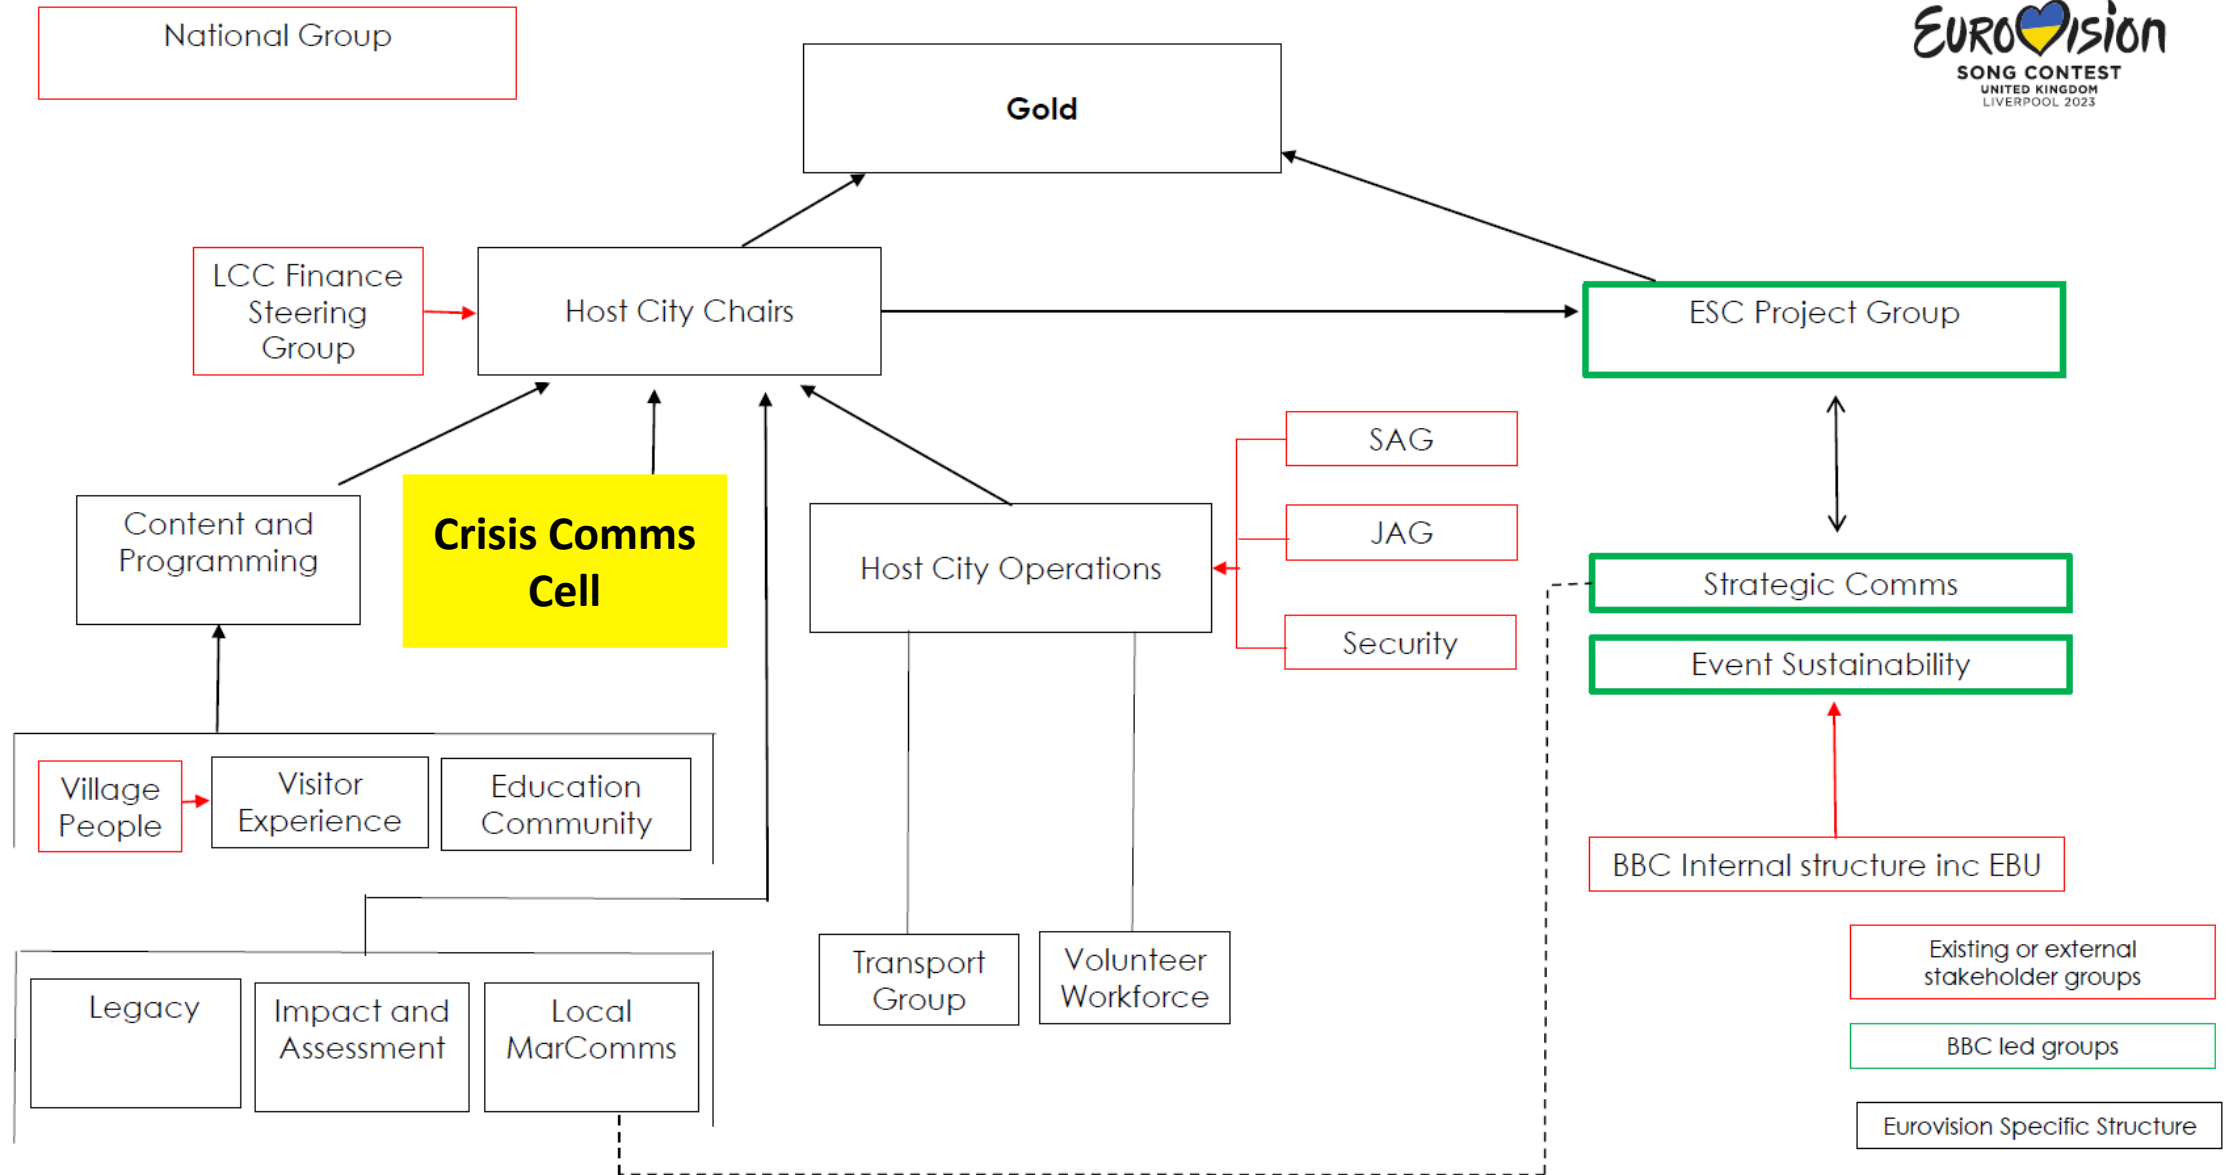 National Group
EUROVISION
SONG CONTEST
UNITED KINGDOM
LIVERPOOL 2023
Gold
LCC Finance
Steering
Group
Host City Chairs
ESC Project Group
SAG
JAG
Security
Content and
Programming
Crisis Comms
Cell
Host City Operations
Strategic Comms
Event Sustainability
Village
People
Visitor
Experience
Education
Community
BBC Internal structure inc EBU
Legacy
Impact and
Assessment
Local
MarComms
Transport
Group
Volunteer
Workforce
Existing or external
stakeholder groups
BBC led groups
Eurovision Specific Structure